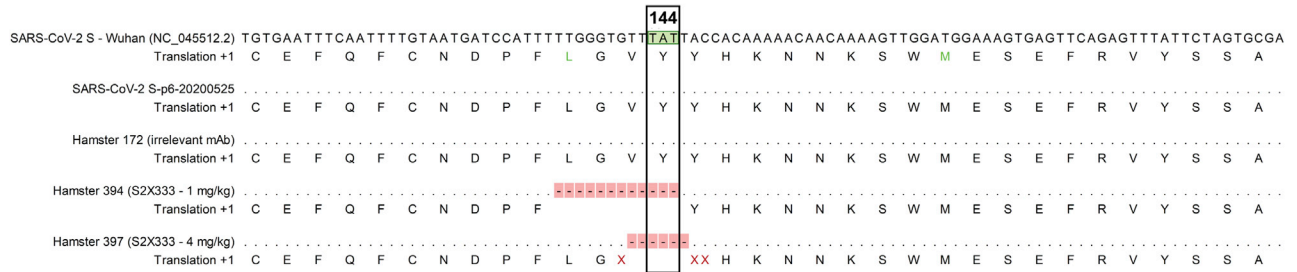 144
SARS-CoV-2 S - Wuhan (NC_045512.2) TGTGAATTTCAATTTTGTAATGATCCATTTTTGGGTGTTTATTACCACAAAAACAACAAAAGTTGGATGGAAAGTGAGTTCAGAGTTTATTCTAGTGCGA
Translation +1 C E F Q F C N D P F L G V Y Y H K N N K S W M E S E F R V Y S S A
SARS-CoV-2 S-p6-20200525 . . . . . . . . . . . . . . . . . . . . . . . . . . . . . . . . . . . . . . . . . . . . . . . . . . . . . . . . . . . . . . . . . . . . . . . . . . . . . . . . . . . . . . . . . . . . . . . . . . . .
Translation +1 C E F Q F C N D P F L G V Y Y H K N N K S W M E S E F R V Y S S A
Hamster 172 (irrelevant mAb) . . . . . . . . . . . . . . . . . . . . . . . . . . . . . . . . . . . . . . . . . . . . . . . . . . . . . . . . . . . . . . . . . . . . . . . . . . . . . . . . . . . . . . . . . . . . . . . . . . . .
Translation +1 C E F Q F C N D P F L G V Y Y H K N N K S W M E S E F R V Y S S A
Hamster 394 (S2X333 - 1 mg/kg) . . . . . . . . . . . . . . . . . . . . . . . . . . . . . . - - - - - - - - - - - - . . . . . . . . . . . . . . . . . . . . . . . . . . . . . . . . . . . . . . . . . . . . . . . . . . . . . . . . . .
Translation +1 C E F Q F C N D P F Y H K N N K S W M E S E F R V Y S S A
Hamster 397 (S2X333 - 4 mg/kg) . . . . . . . . . . . . . . . . . . . . . . . . . . . . . . . . . . . . . - - - - - - . . . . . . . . . . . . . . . . . . . . . . . . . . . . . . . . . . . . . . . . . . . . . . . . . . . . . . . . .
Translation +1 C E F Q F C N D P F L G X XX H K N N K S W M E S E F R V Y S S A